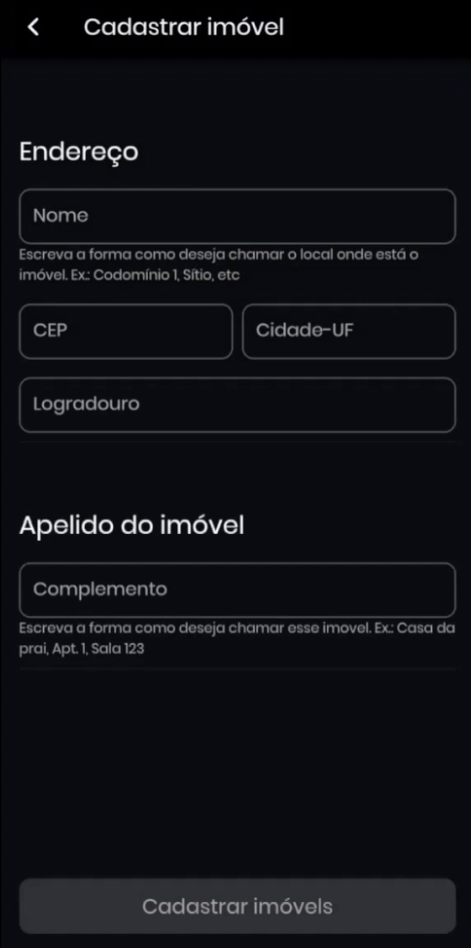 Cadastrar imóvel
Endereço
Nome
Escreva a forma como deseja chamar o local onde está o
imóvel. Ex.: Codomínio 1, Sítio, etc
CEP
Cidade-UF
Logradouro
Apelido do imóvel
Complemento
Escreva a forma como deseja chamar esse imovel. Ex.: Casa da
prai, Apt. 1, Sala 123
Cadastrar imóvels